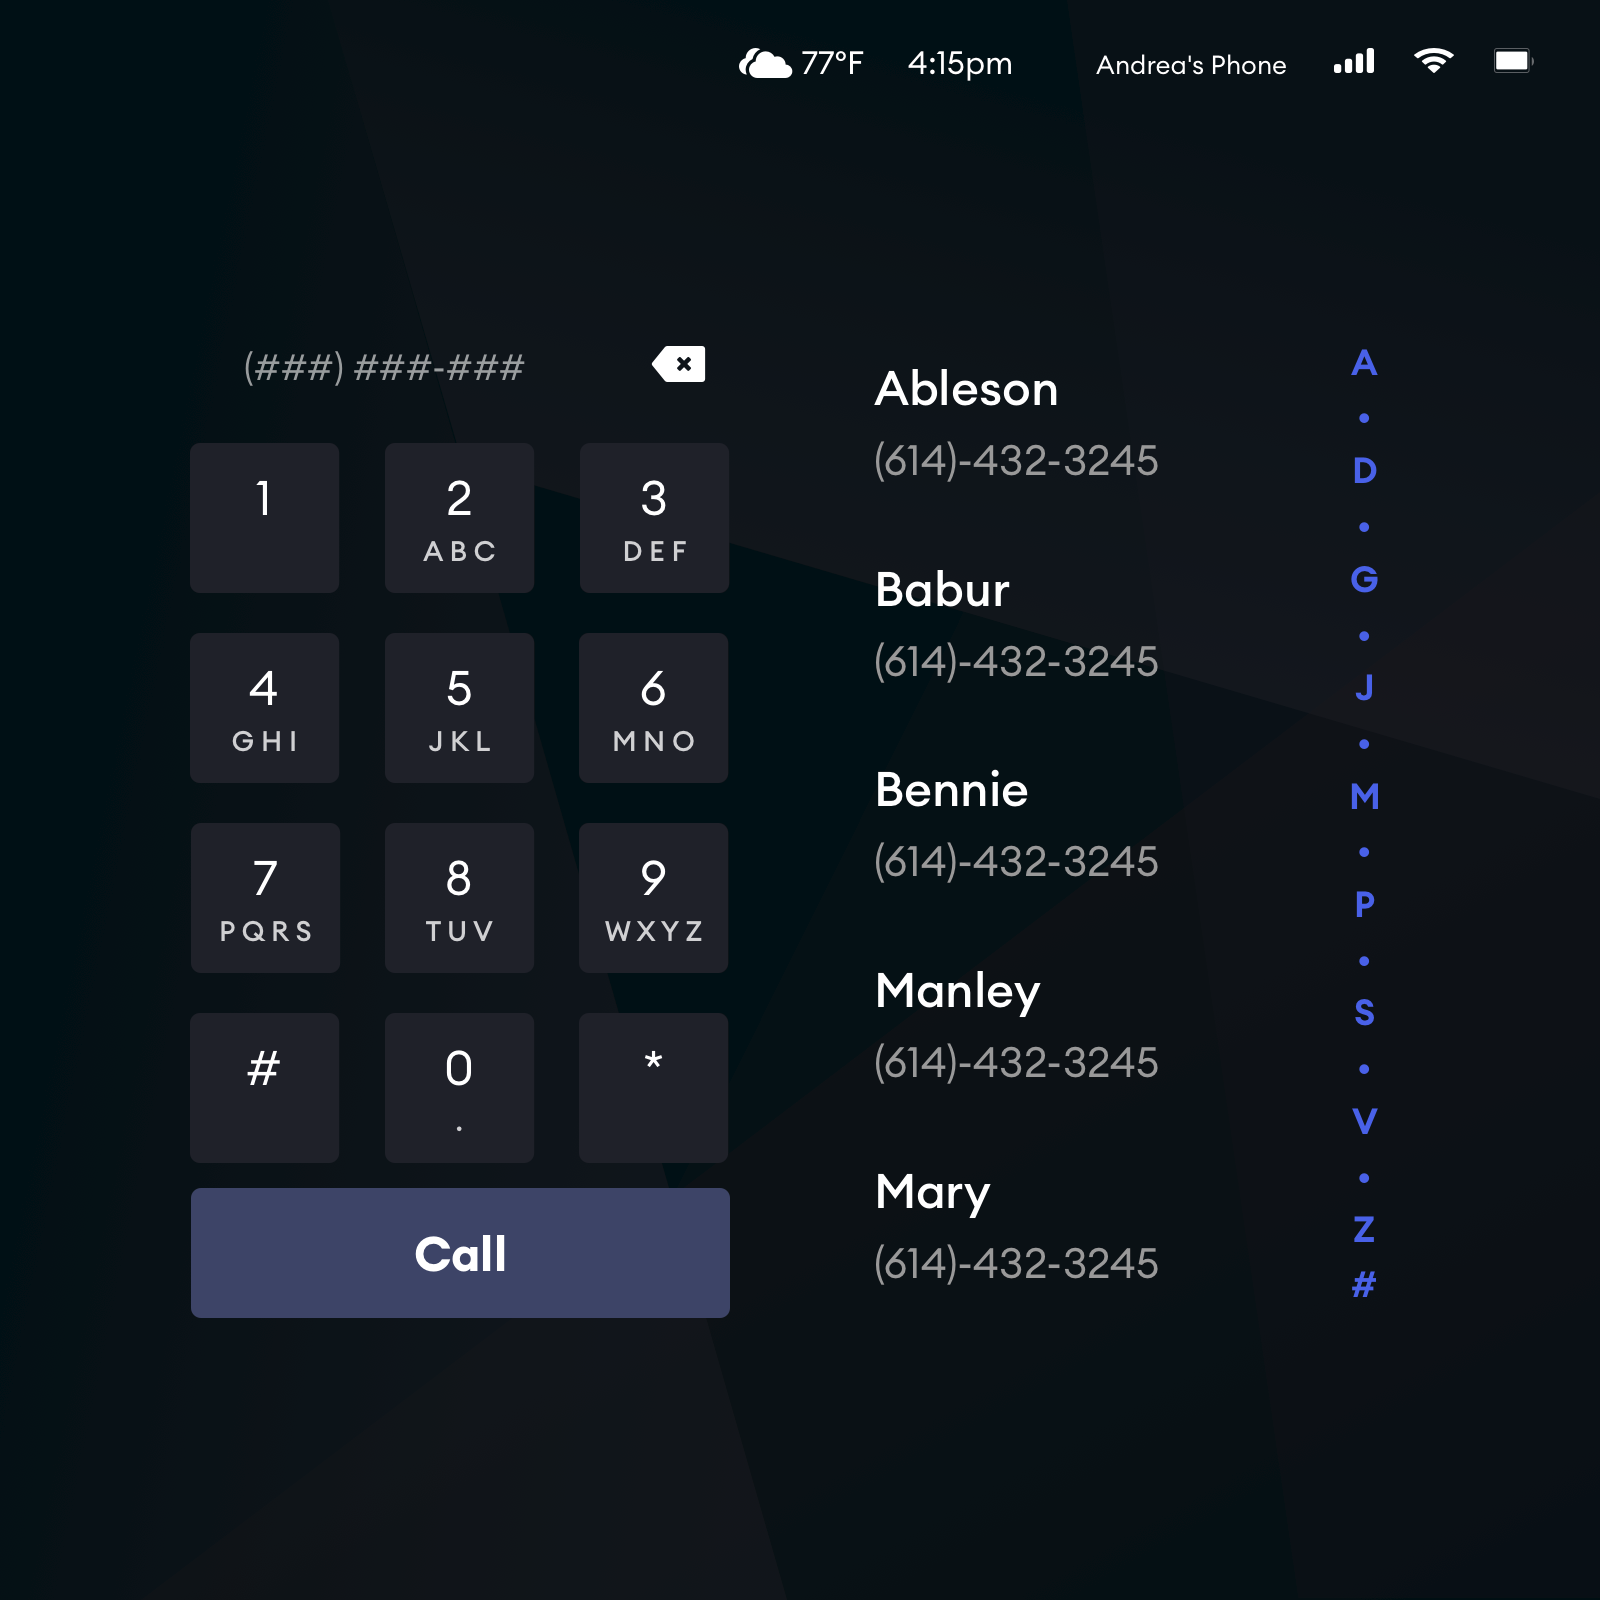 77°F 4:15pm Andrea's Phone
(###) ###-###
1
2
ABC
3
DEF
4
GHI
5
JKL
6
MNO
7
PQRS
8
TUV
9
WXYZ
#
0
.
*
Call
Ableson
(614)-432-3245
Babur
(614)-432-3245
Bennie
(614)-432-3245
Manley
(614)-432-3245
Mary
(614)-432-3245
A
•
D
•
G
•
J
•
M
•
P
•
S
•
V
•
Z
#